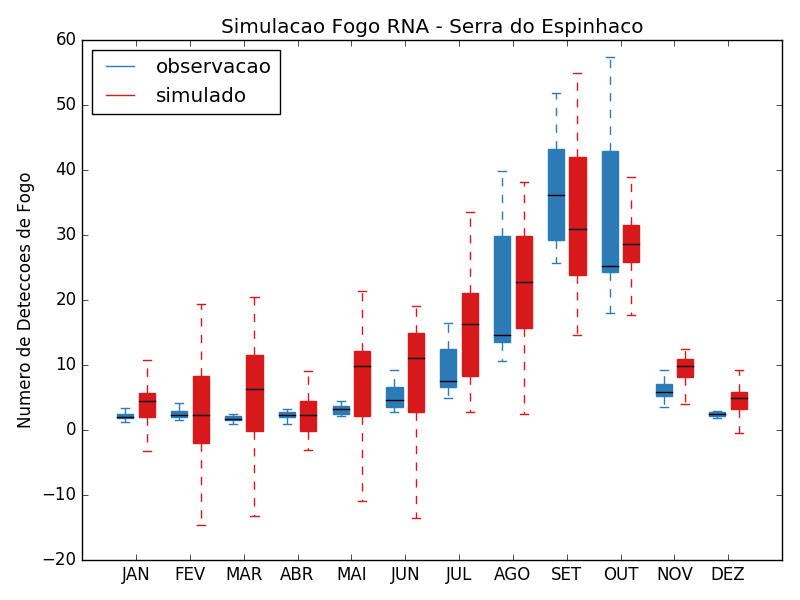 Simulacao Fogo RNA - Serra do Espinhaco
observacao
simulado
Numero de Deteccoes de Fogo
60
50
40
30
20
10
0
−10
−20
JAN FEV MAR ABR MAI JUN JUL AGO SET OUT NOV DEZ